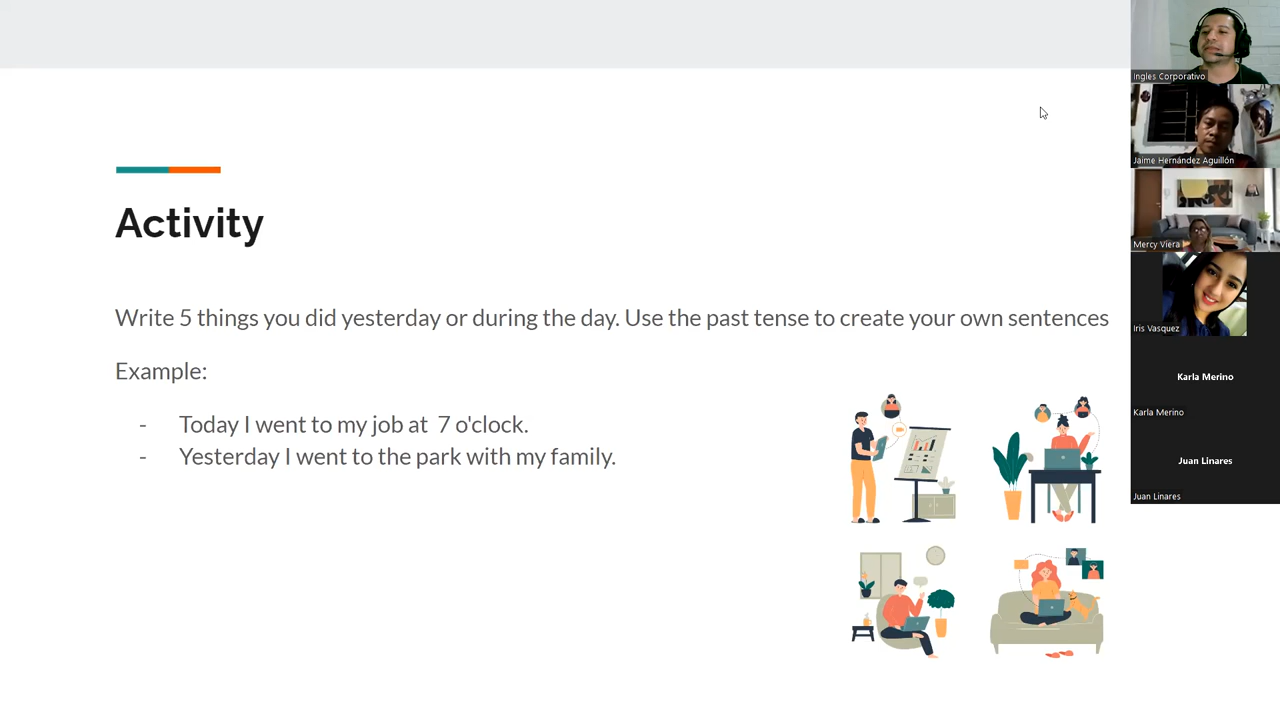 Activity
Write 5 things you did yesterday or during the day. Use the past tense to create your own sentences
Example:
- Today I went to my job at  7 o'clock.
- Yesterday I went to the park with my family.
Ingles Corporativo
Jaime Hernández Aguillón
Mercy Viera
Iris Vasquez
Karla Merino
Karla Merino
Juan Linares
Juan Linares